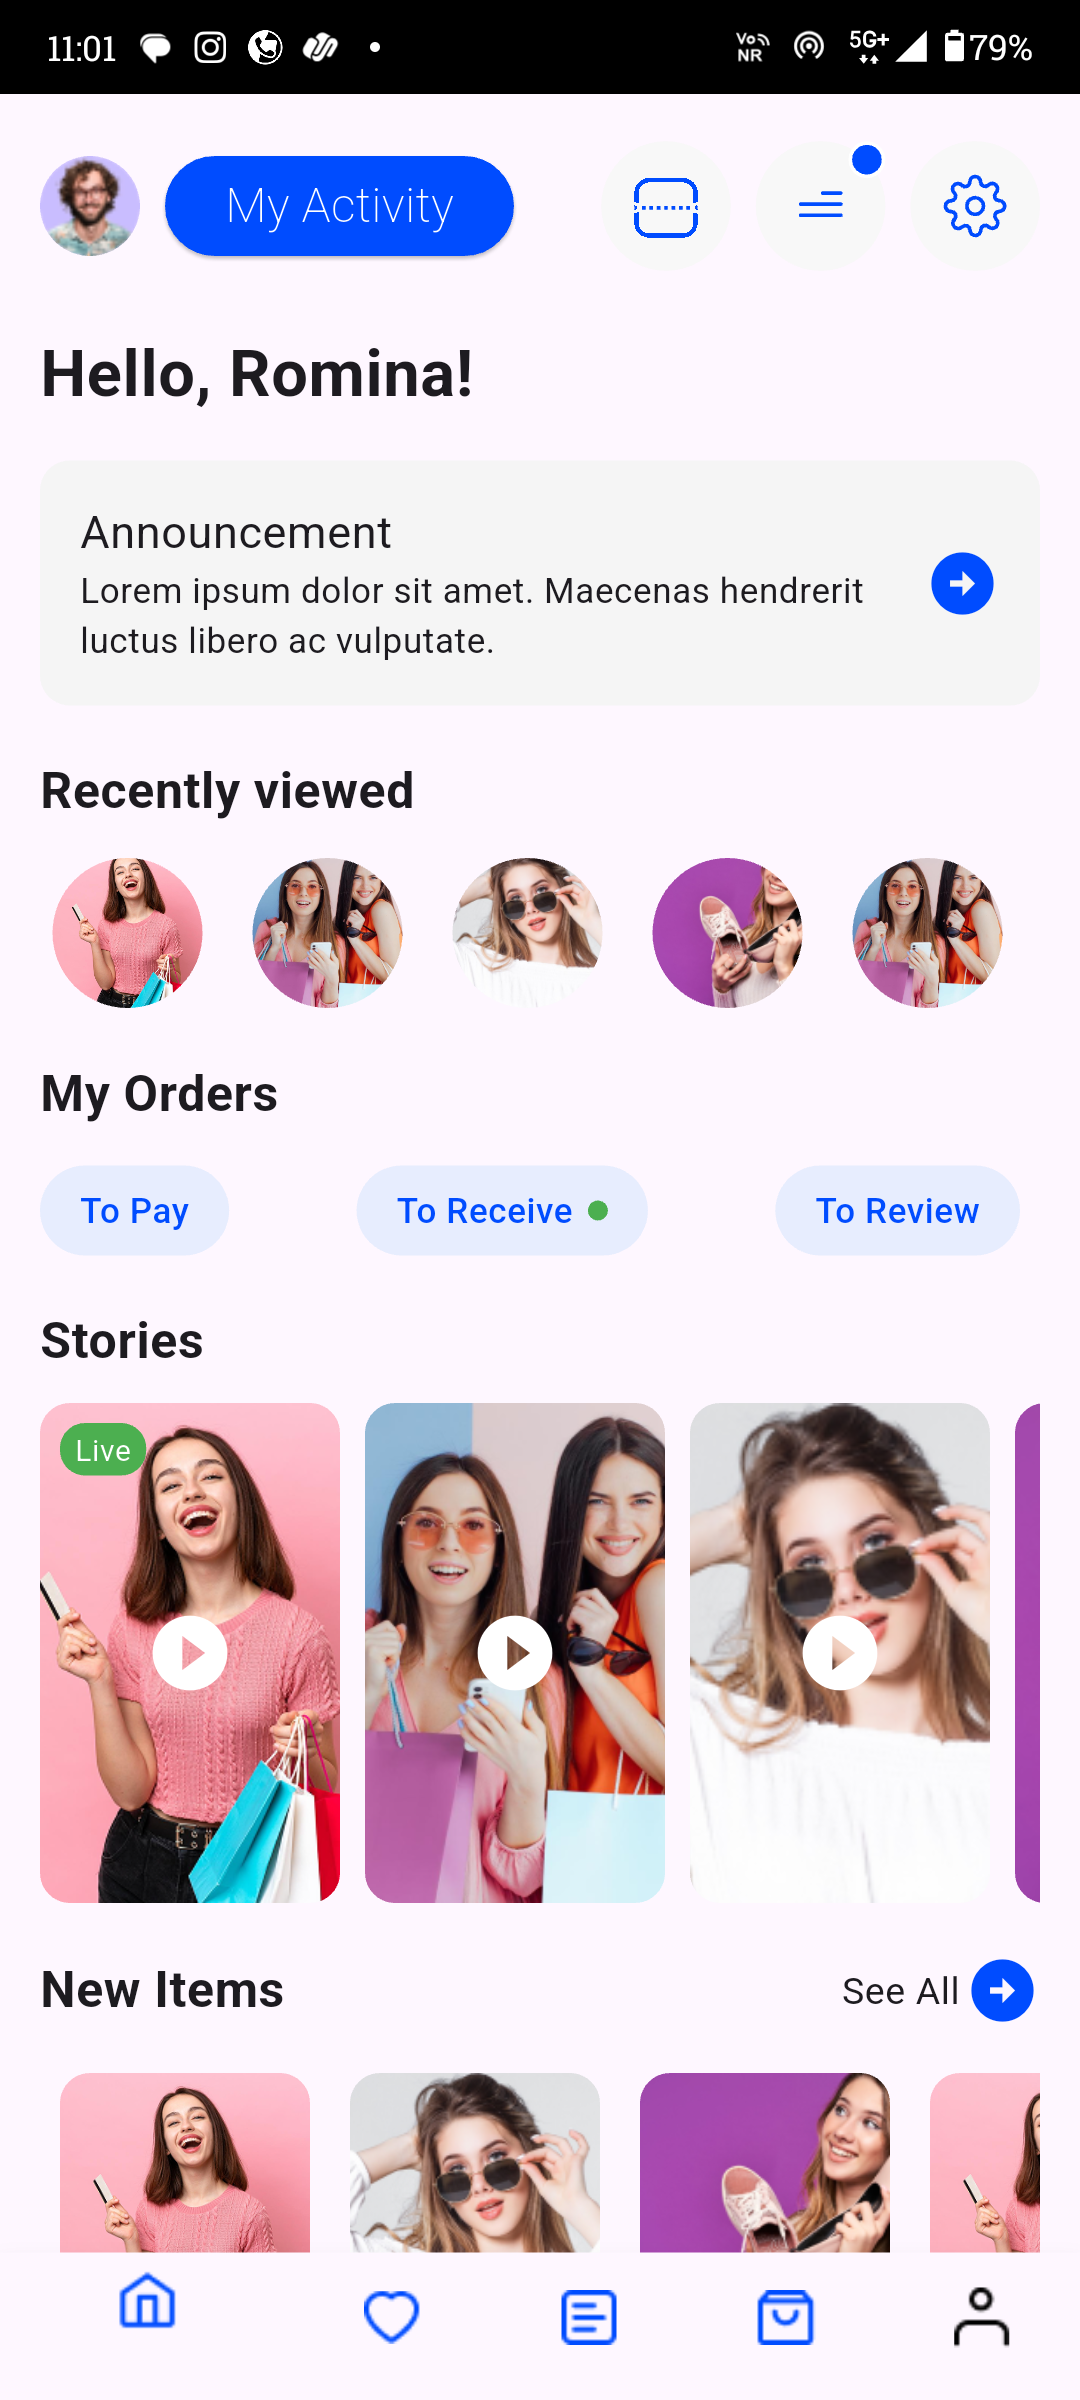 11:01
Vo NR
5G+
79%
My Activity
Hello, Romina!
Announcement
Lorem ipsum dolor sit amet. Maecenas hendrerit
luctus libero ac vulputate.
Recently viewed
My Orders
To Pay
To Receive
To Review
Stories
Live
New Items
See All